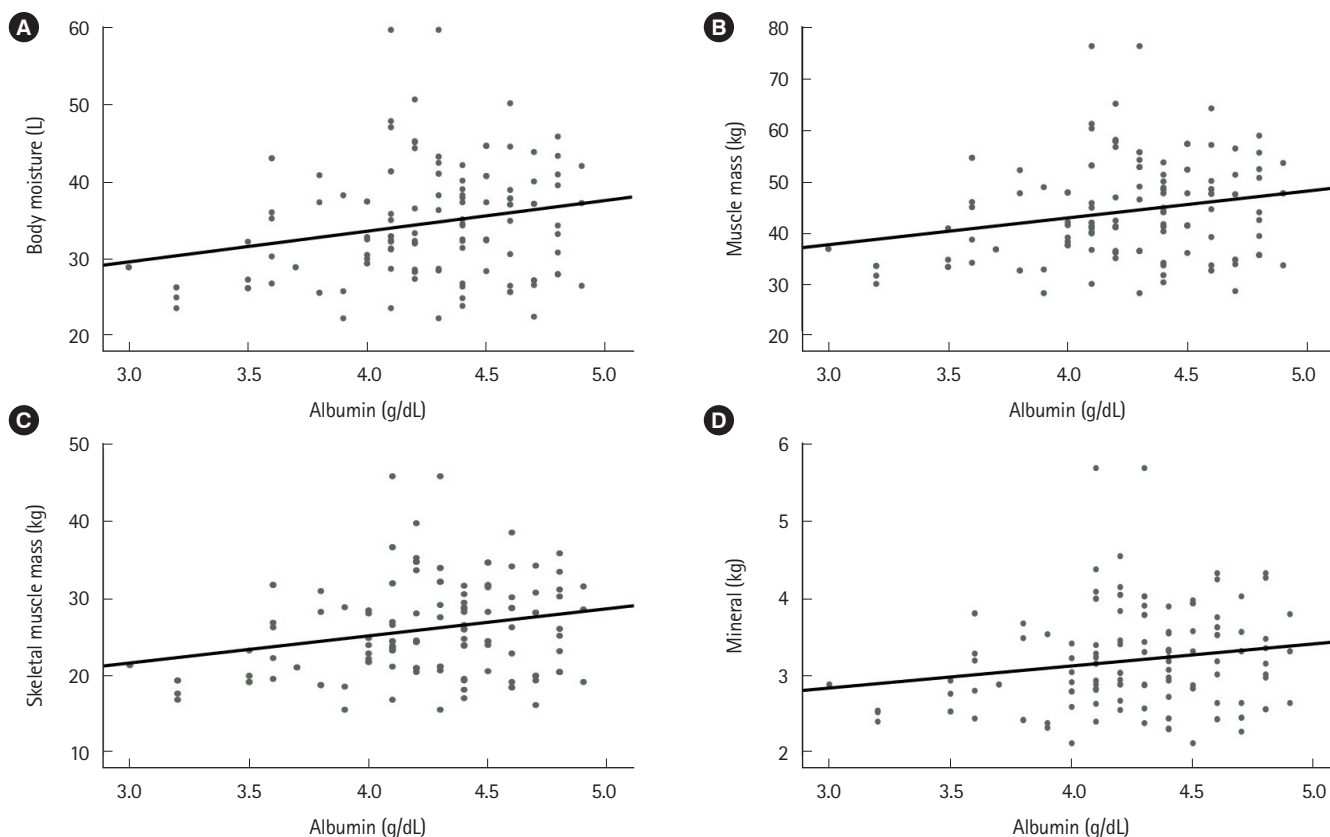 A
60
50
40
30
20
Body moisture (L)
3.0 3.5 4.0 4.5 5.0
Albumin (g/dL)
B
80
70
60
50
40
30
20
Muscle mass (kg)
3.0 3.5 4.0 4.5 5.0
Albumin (g/dL)
C
50
40
30
20
10
Skeletal muscle mass (kg)
3.0 3.5 4.0 4.5 5.0
Albumin (g/dL)
D
6
5
4
3
2
Mineral (kg)
3.0 3.5 4.0 4.5 5.0
Albumin (g/dL)